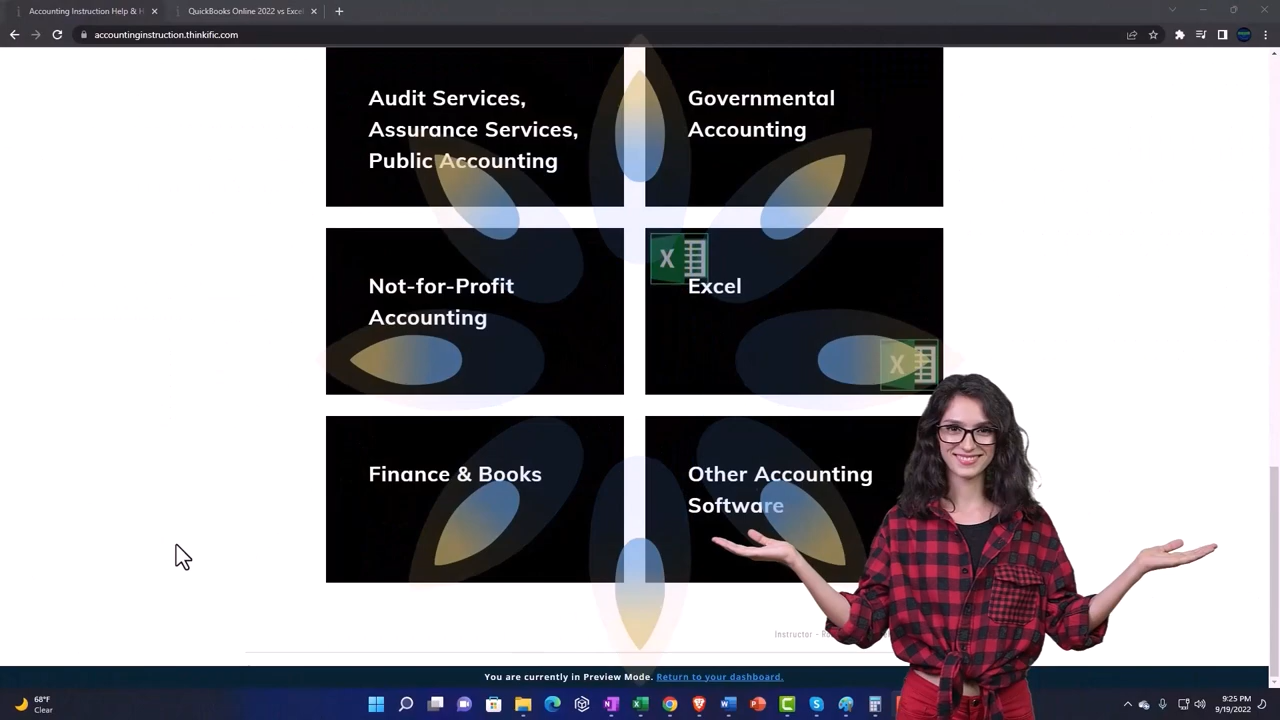 Accounting Instruction Help & H
QuickBooks Online 2022 vs Excel
accountinginstruction.thinkific.com
Audit Services,
Assurance Services,
Public Accounting
Governmental
Accounting
Not-for-Profit
Accounting
X
Excel
X
Finance & Books
Other Accounting
Software
Instructor -
You are currently in Preview Mode. Return to your dashboard.
68°F
Clear
9:25 PM
9/19/2022